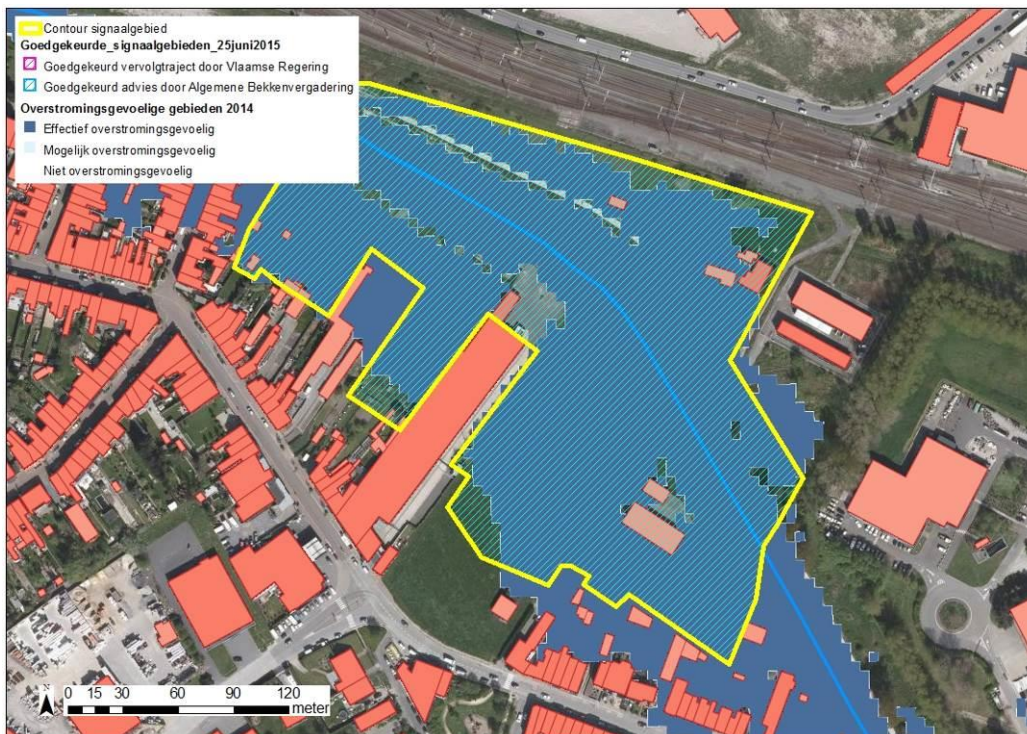 Contour signaalgebied
Goedgekeurde_signaalgebieden_25juni2015
Goedgekeurd vervolgtraject door Vlaamse Regering
Goedgekeurd advies door Algemene Bekkenvergadering
Overstromingsgevoelige gebieden 2014
Effectief overstromingsgevoelig
Mogelijk overstromingsgevoelig
Niet overstromingsgevoelig
N
0 15 30 60 90 120
meter